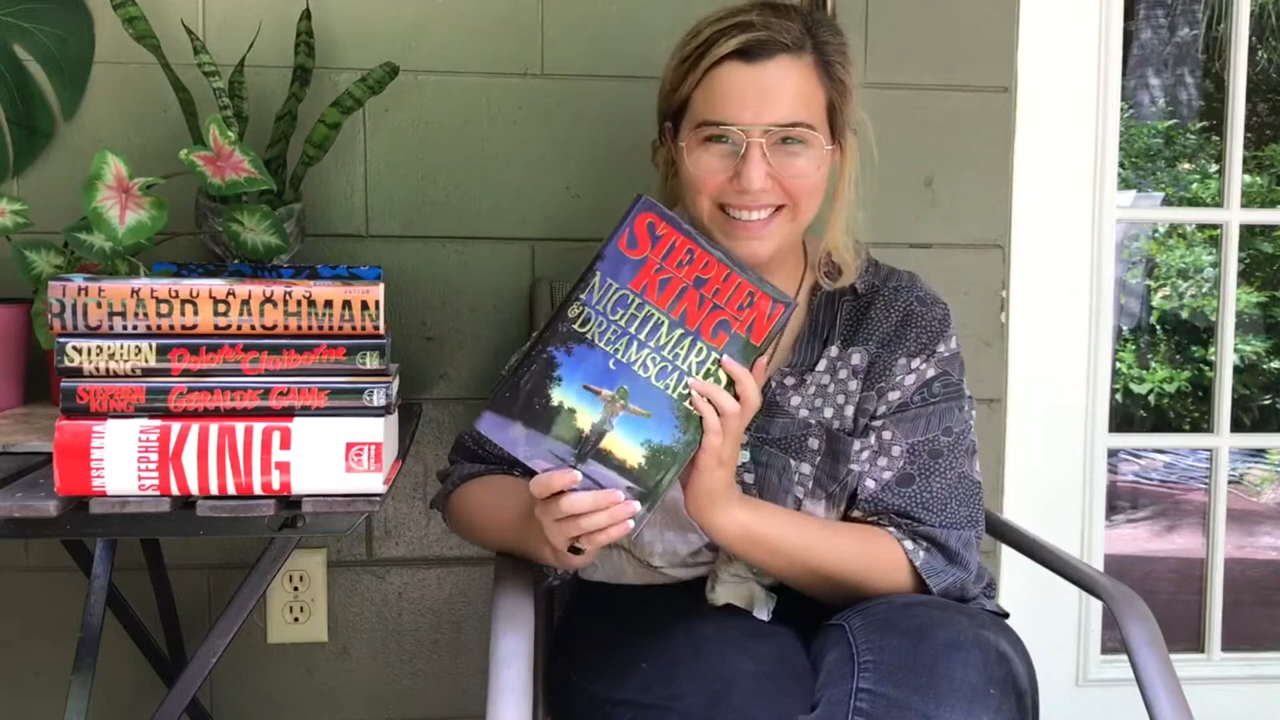 THE REGULATORS
RICHARD BACHMAN
STEPHEN
KING
Dolores Claiborne
STEPHEN
KING
GERALD'S GAME
INSOMNIA
STEPHEN
KING
VIKING
STEPHEN
KING
NIGHTMARES
& DREAMSCAPES